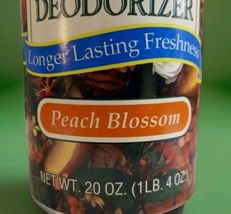 DEODORIZER
Longer Lasting Freshness
Peach Blossom
NET WT. 20 OZ. (1LB. 4 OZ.)